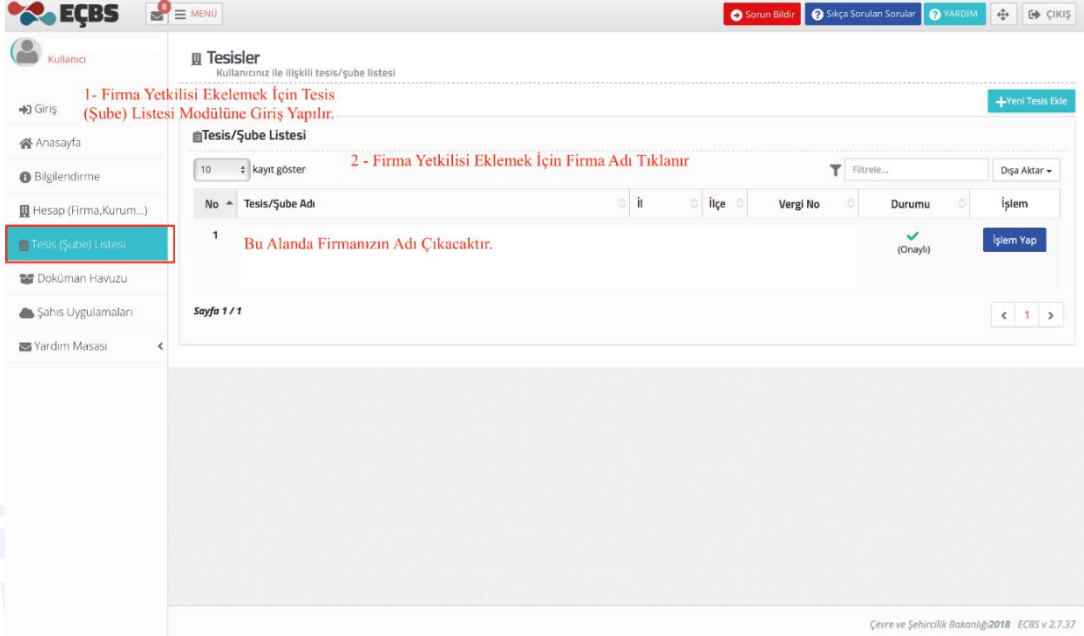 EÇBS
0
MENÜ
Sorun Bildir
Sıkça Sorulan Sorular
YARDIM
ÇIKIŞ
Kullanıcı
Tesisler
Kullanıcınız ile ilişkili tesis/şube listesi
1- Firma Yetkilisi Ekelemek İçin Tesis
(Şube) Listesi Modülüne Giriş Yapılır.
Giriş
Anasayfa
Bilgilendirme
Hesap (Firma,Kurum...)
Tesis (Şube) Listesi
Doküman Havuzu
Şahıs Uygulamaları
Yardım Masası
+Yeni Tesis Ekle
Tesis/Şube Listesi
2 - Firma Yetkilisi Eklemek İçin Firma Adı Tıklanır
10 kayıt göster
Filtrele...
Dışa Aktar
No Tesis/Şube Adı İl İlçe Vergi No Durumu İşlem
1 Bu Alanda Firmanızın Adı Çıkacaktır. (Onaylı) İşlem Yap
Sayfa 1 / 1
< 1 >
Çevre ve Şehircilik Bakanlığı2018 ECBS v 2.7.37